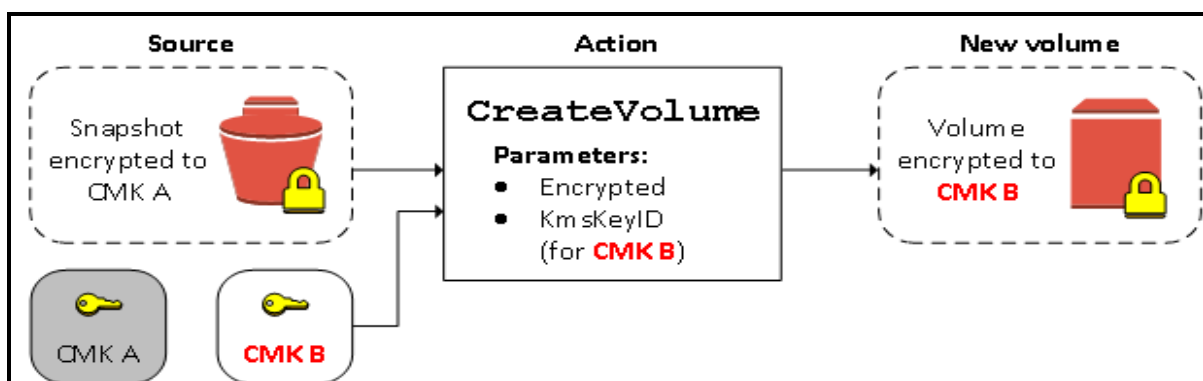 Source
Action
New volume
Snapshot
encrypted to
CMK A
CreateVolume
Parameters:
● Encrypted
● KmsKeyID
(for CMK B)
Volume
encrypted to
CMK B
CMK A
CMK B